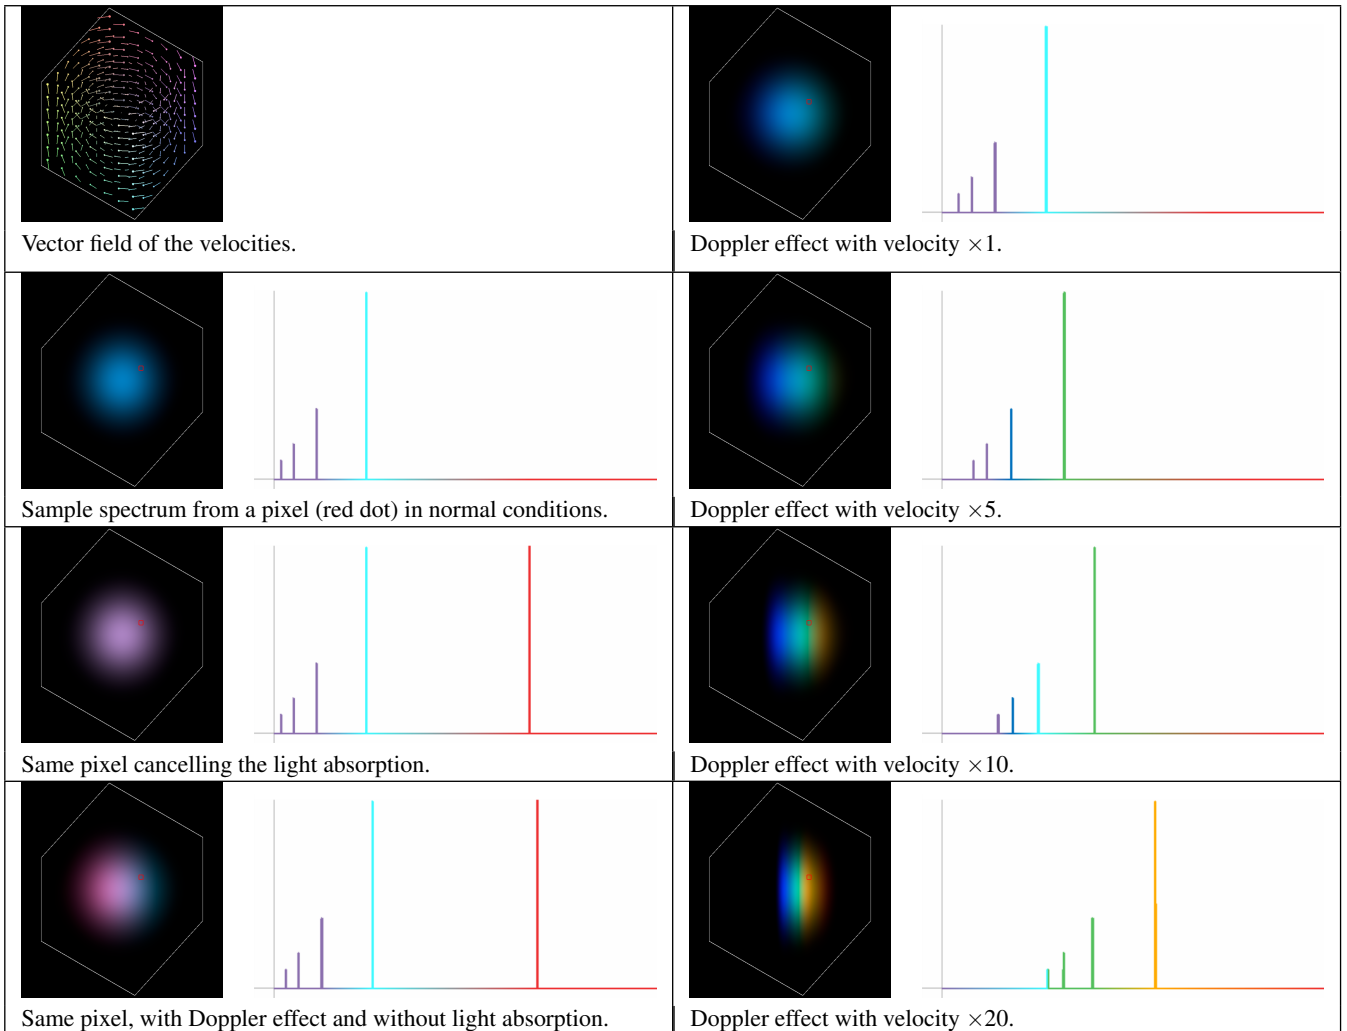 Vector field of the velocities.
Doppler effect with velocity ×1.
Sample spectrum from a pixel (red dot) in normal conditions.
Doppler effect with velocity ×5.
Same pixel cancelling the light absorption.
Doppler effect with velocity ×10.
Same pixel, with Doppler effect and without light absorption.
Doppler effect with velocity ×20.